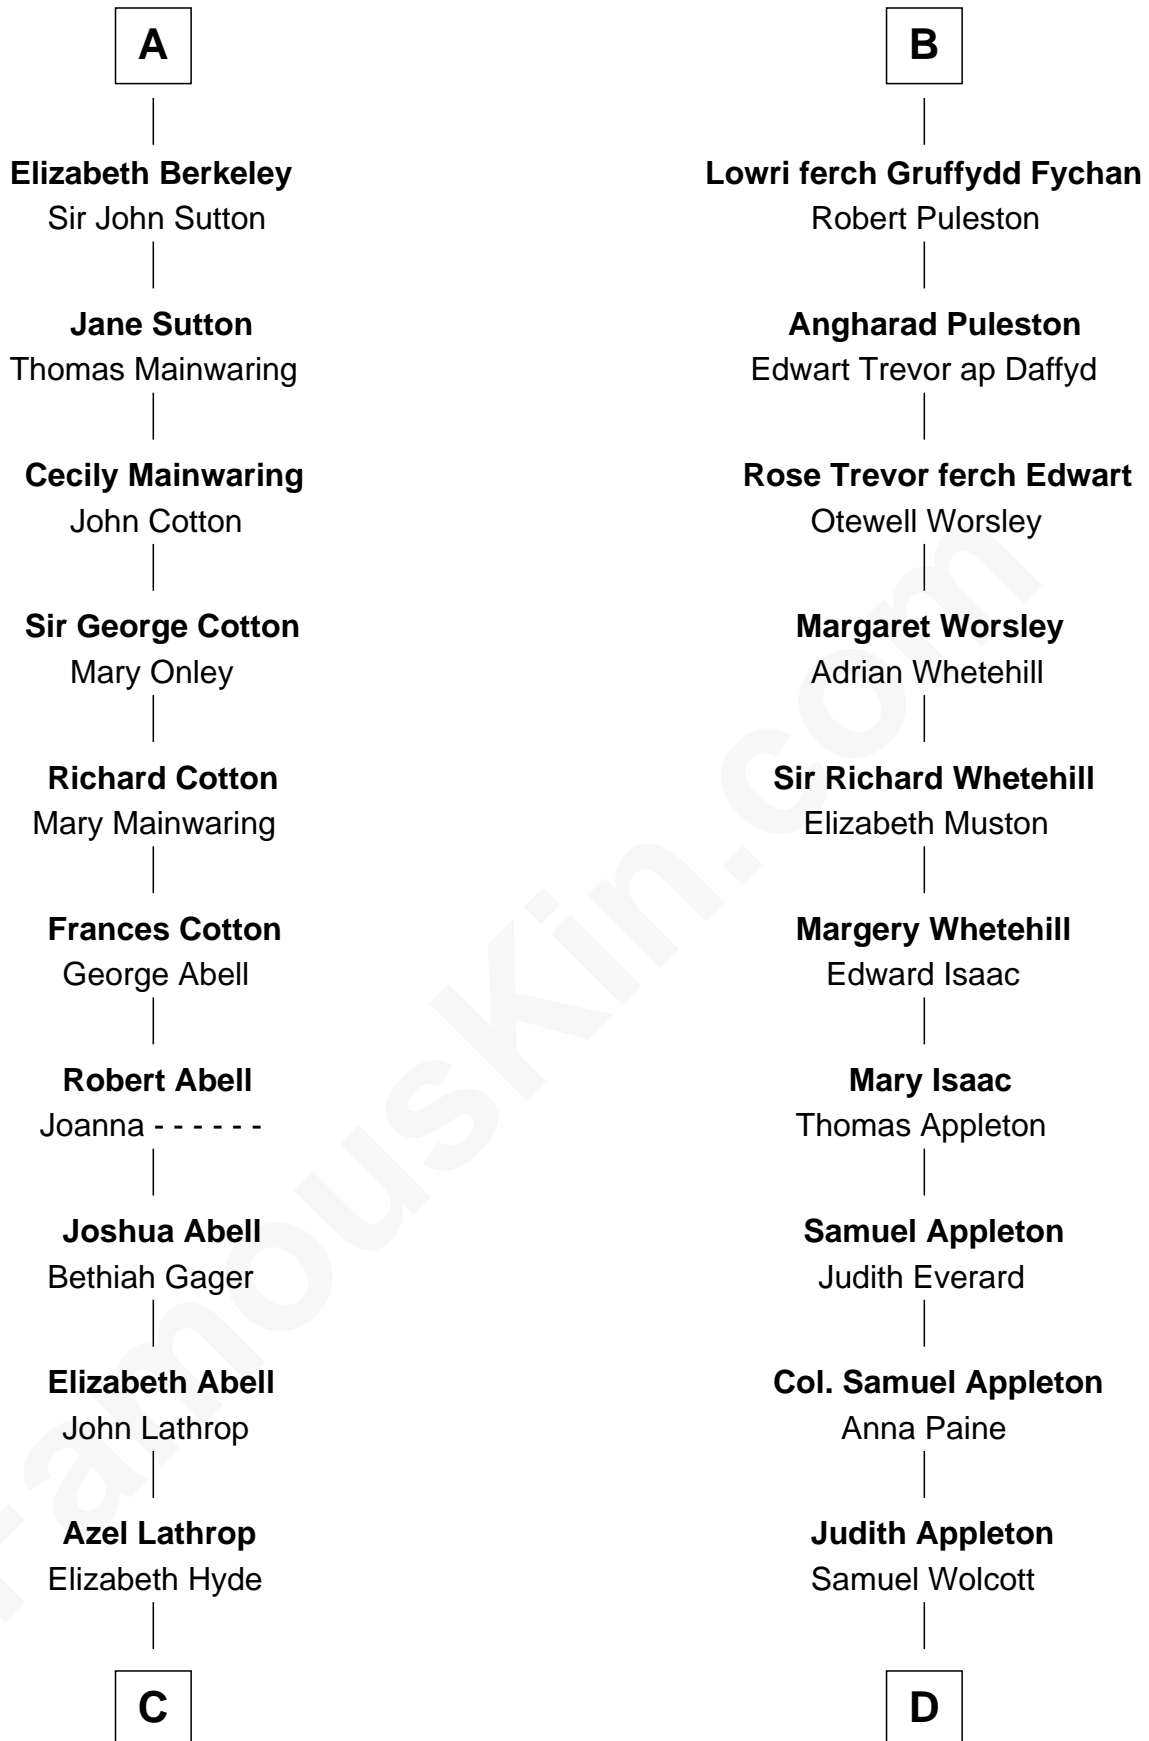 A
Elizabeth Berkeley
Sir John Sutton
Jane Sutton
Thomas Mainwaring
Cecily Mainwaring
John Cotton
Sir George Cotton
Mary Onley
Richard Cotton
Mary Mainwaring
Frances Cotton
George Abell
Robert Abell
Joanna - - - - - -
Joshua Abell
Bethiah Gager
Elizabeth Abell
John Lathrop
Azel Lathrop
Elizabeth Hyde
C
B
Lowri ferch Gruffydd Fychan
Robert Puleston
Angharad Puleston
Edwart Trevor ap Daffyd
Rose Trevor ferch Edwart
Otewell Worsley
Margaret Worsley
Adrian Whetehill
Sir Richard Whetehill
Elizabeth Muston
Margery Whetehill
Edward Isaac
Mary Isaac
Thomas Appleton
Samuel Appleton
Judith Everard
Col. Samuel Appleton
Anna Paine
Judith Appleton
Samuel Wolcott
D
FamousKin.com